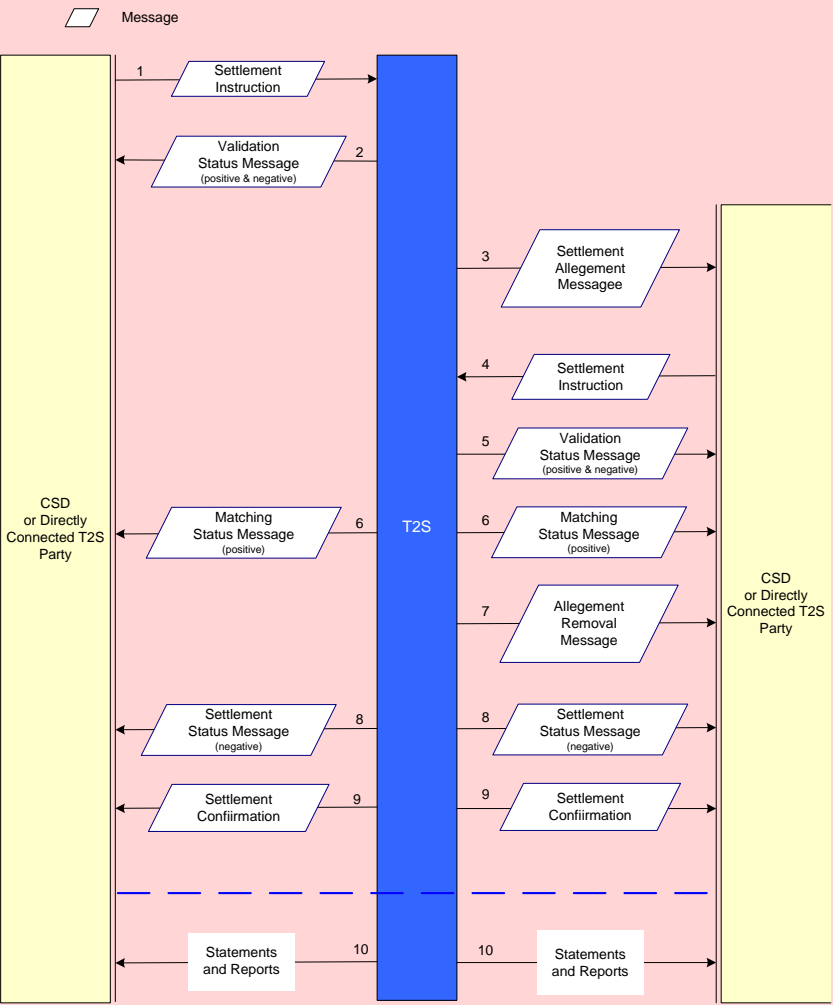 Message
1
Settlement
Instruction
Validation
Status Message
(positive & negative)
2
3
Settlement
Allegement
Messagee
4
Settlement
Instruction
5
Validation
Status Message
(positive & negative)
CSD
or Directly
Connected T2S
Party
Matching
Status Message
(positive)
6
T2S
6
Matching
Status Message
(positive)
7
Allegement
Removal
Message
CSD
or Directly
Connected T2S
Party
Settlement
Status Message
(negative)
8
8
Settlement
Status Message
(negative)
Settlement
Confiirmation
9
9
Settlement
Confiirmation
Statements
and Reports
10
10
Statements
and Reports